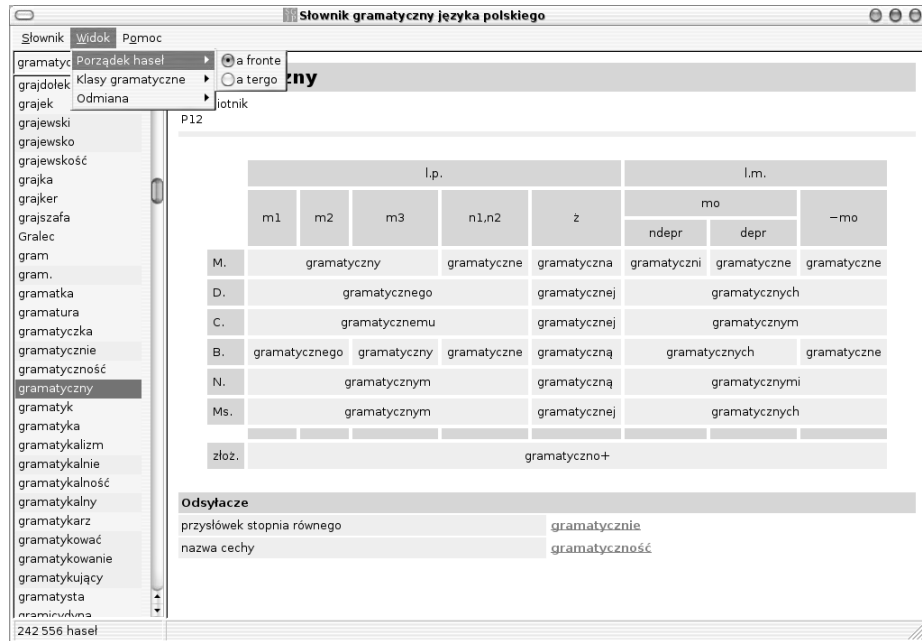 Słownik gramatyczny języka polskiego
Słownik Widok Pomoc
Porządek haseł
Klasy gramatyczne
Odmiana
a fronte
a tergo
gramatyc
grajdołek
grajek
grajewski
grajewsko
grajewskość
grajka
grajker
grajszafa
Gralec
gram
gram.
gramatka
gramatura
gramatyczka
gramatycznie
gramatyczność
gramatyczny
gramatyk
gramatyka
gramatykalizm
gramatykalnie
gramatykalność
gramatykalny
gramatykarz
gramatykować
gramatykowanie
gramatykujący
gramatysta
gramicydyna
242 556 haseł
zny
iotnik
P12
l.p. l.m.
m1 m2 m3 n1,n2 ż mo −mo
ndepr depr
M. gramatyczny gramatyczne gramatyczna gramatyczni gramatyczne gramatyczne
D. gramatycznego gramatycznej gramatycznych
C. gramatycznemu gramatycznej gramatycznym
B. gramatycznego gramatyczny gramatyczne gramatyczną gramatycznych gramatyczne
N. gramatycznym gramatyczną gramatycznymi
Ms. gramatycznym gramatycznej gramatycznych
złoż. gramatyczno+
Odsyłacze
przysłówek stopnia równego gramatycznie
nazwa cechy gramatyczność